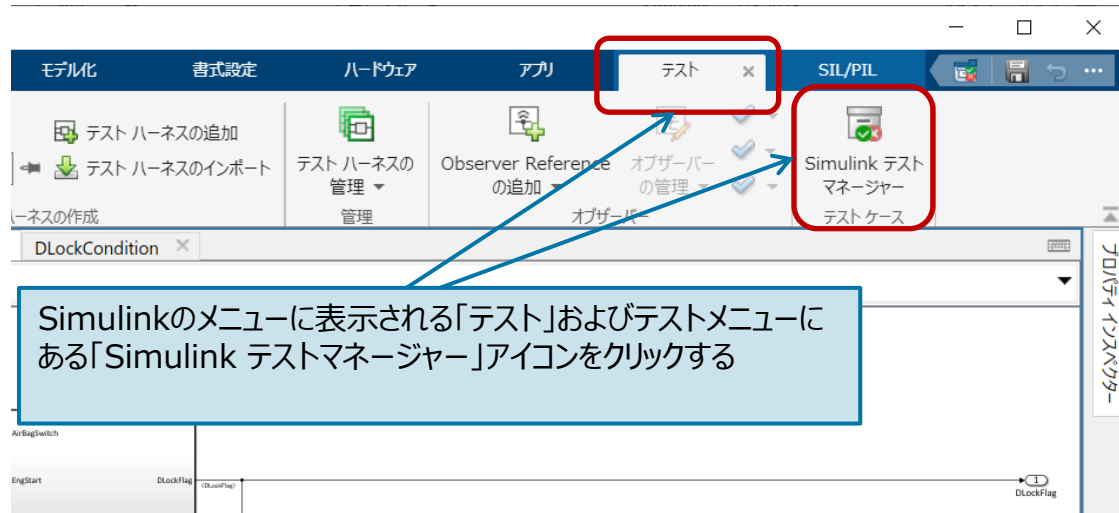 モデル化 書式設定 ハードウェア アプリ テスト SIL/PIL
テスト ハーネスの追加
テスト ハーネスのインポート
テスト ハーネスの
管理
Observer Reference
の追加
オブザーバー
の管理
Simulink テスト
マネージャー
ーネスの作成 管理 オブザーバー テスト ケース
DLockCondition
プロパティ インスペクター
Simulinkのメニューに表示される「テスト」およびテストメニューに
ある「Simulink テストマネージャー」アイコンをクリックする
AirBagSwitch
EngStart DLockFlag <DLockFlag> 1
DLockFlag